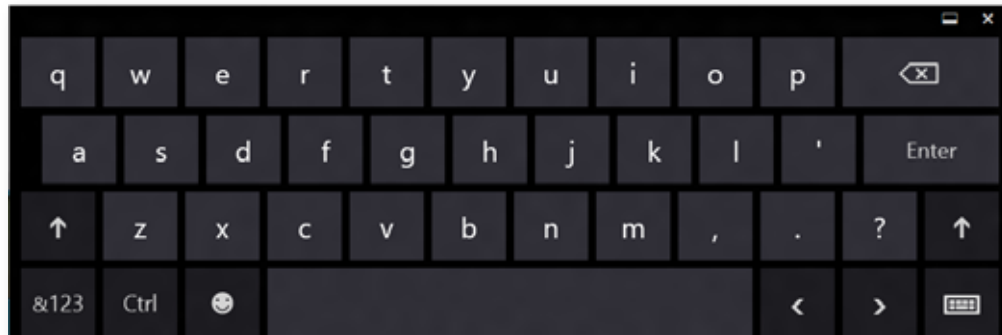 q w e r t y u i o p
a s d f g h j k l ' Enter
z x c v b n m , . ?
&123 Ctrl < >